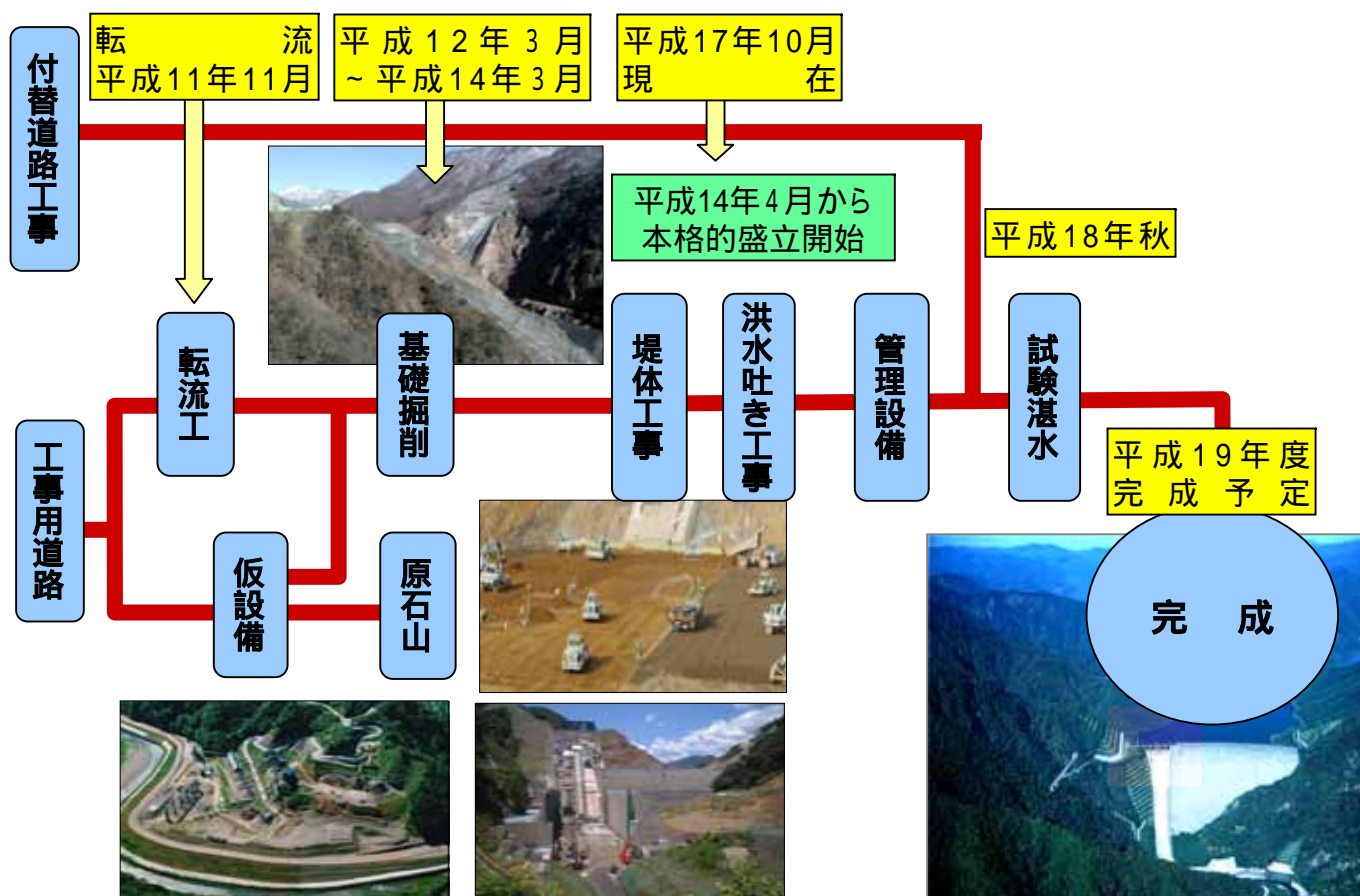 付替道路工事
転流
平成11年11月
平成12年3月
~平成14年3月
平成17年10月
現在
平成14年4月から
本格的盛立開始
平成18年秋
工事用道路
転流工
基礎掘削
堤体工事
洪水吐き工事
管理設備
試験湛水
仮設備
原石山
平成19年度
完成予定
完成